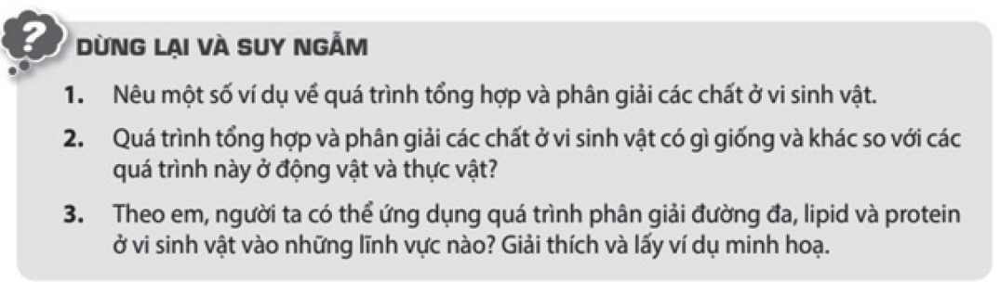 ?
DỪNG LẠI VÀ SUY NGẪM
1. Nêu một số ví dụ về quá trình tổng hợp và phân giải các chất ở vi sinh vật.
2. Quá trình tổng hợp và phân giải các chất ở vi sinh vật có gì giống và khác so với các
quá trình này ở động vật và thực vật?
3. Theo em, người ta có thể ứng dụng quá trình phân giải đường đa, lipid và protein
ở vi sinh vật vào những lĩnh vực nào? Giải thích và lấy ví dụ minh hoạ.